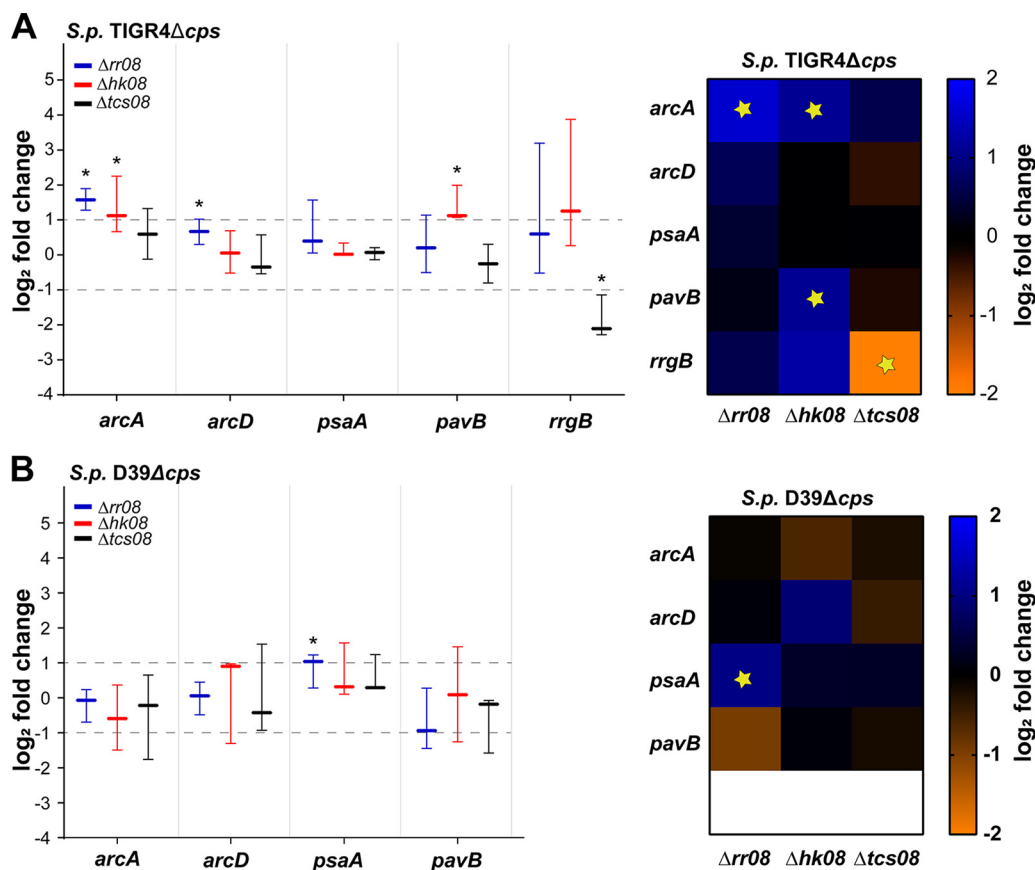 A
S.p. TIGR4Δcps
log₂ fold change
5
4
3
2
1
0
-1
-2
-3
-4
Δrr08
Δhk08
Δtcs08
* * * * *
arcA arcD psaA pavB rrgB
S.p. TIGR4Δcps
arcA
arcD
psaA
pavB
rrgB
Δrr08 Δhk08 Δtcs08
2
1
0
-1
-2
log₂ fold change
B
S.p. D39Δcps
log₂ fold change
5
4
3
2
1
0
-1
-2
-3
-4
Δrr08
Δhk08
Δtcs08
*
arcA arcD psaA pavB
S.p. D39Δcps
arcA
arcD
psaA
pavB
Δrr08 Δhk08 Δtcs08
2
1
0
-1
-2
log₂ fold change